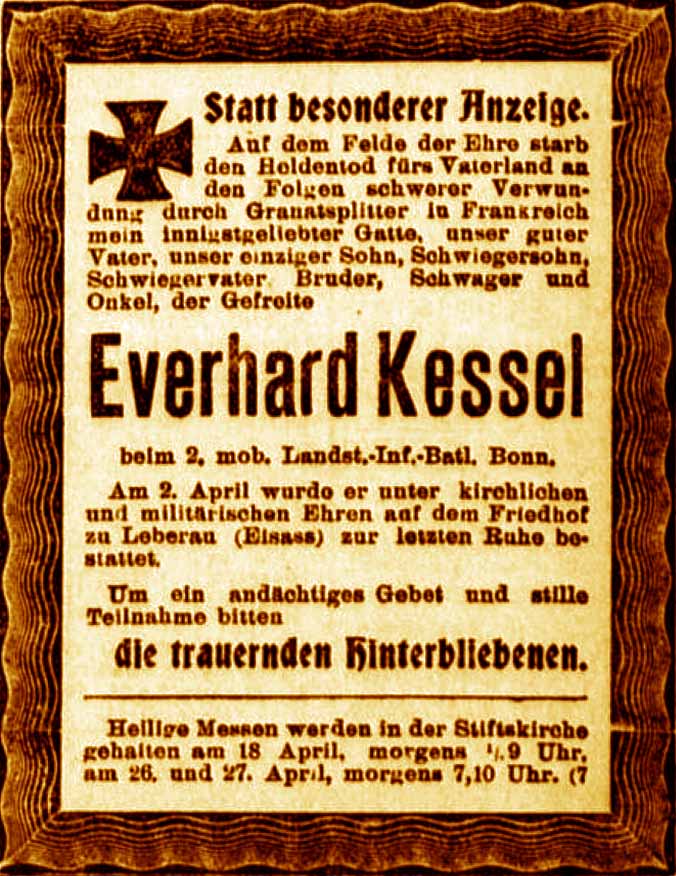 Statt besonderer Anzeige.
Auf dem Felde der Ehre starb
den Heldentod fürs Vaterland an
den Folgen schwerer Verwun-
dung durch Granatsplitter in Frankreich
mein innigstgeliebter Gatte, unser guter
Vater, unser einziger Sohn, Schwiegersohn,
Schwiegervater, Bruder, Schwager und
Onkel, der Gefreite
Everhard Kessel
beim 2. mob. Landst.-Inf.-Batl. Bonn.
Am 2. April wurde er unter kirchlichen
und militärischen Ehren auf dem Friedhof
zu Leberau (Elsass) zur letzten Ruhe be-
stattet.
Um ein andächtiges Gebet und stille
Teilnahme bitten
die trauernden Hinterbliebenen.
Heilige Messen werden in der Stiftskirche
gehalten am 18 April, morgens 9 Uhr,
am 26. und 27. April, morgens 7,10 Uhr. (7